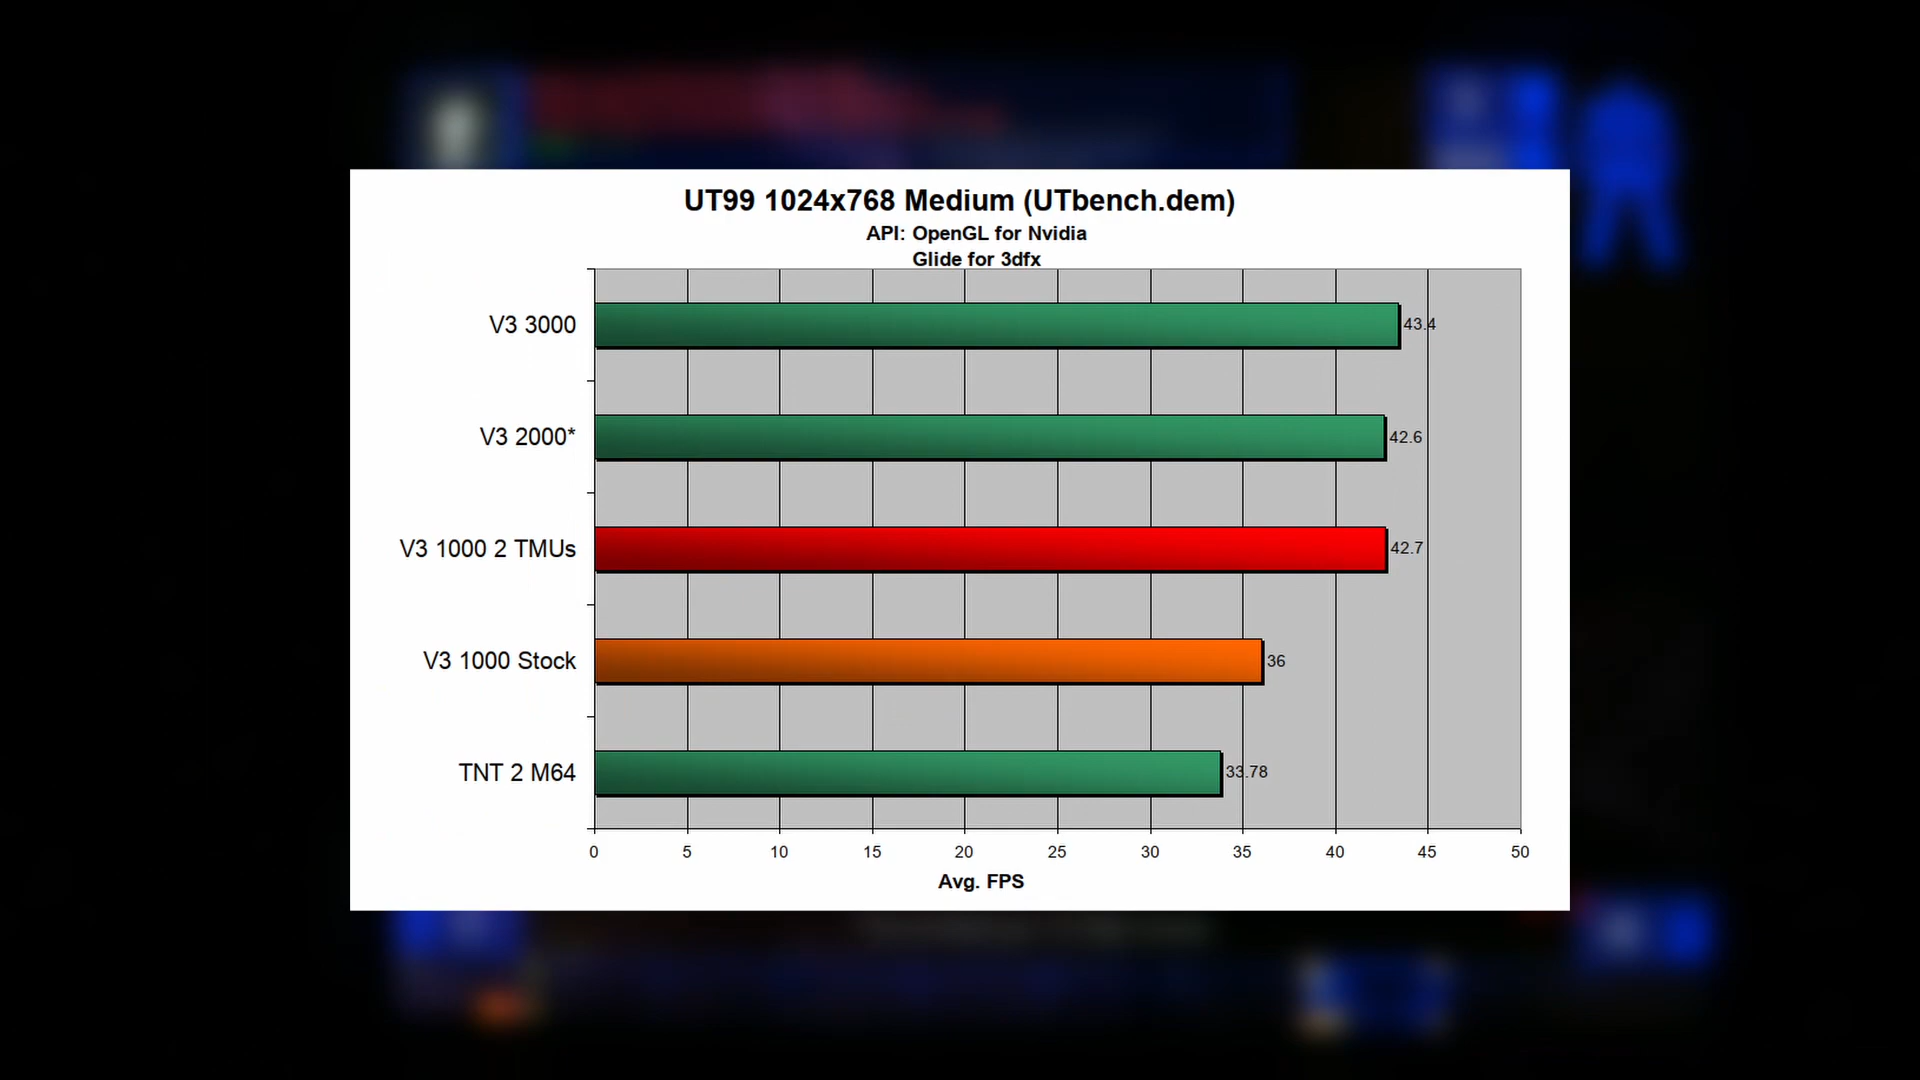 UT99 1024x768 Medium (UTbench.dem)
API: OpenGL for Nvidia
Glide for 3dfx
V3 3000
43.4
V3 2000*
42.6
V3 1000 2 TMUs
42.7
V3 1000 Stock
36
TNT 2 M64
33.78
0 5 10 15 20 25 30 35 40 45 50
Avg. FPS